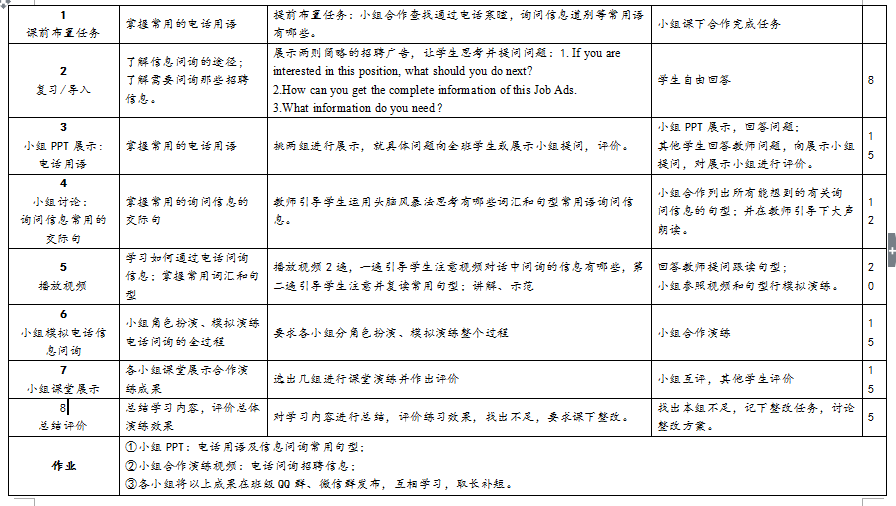 1
课前布置任务
掌握常用的电话用语
提前布置任务：小组合作查找通过电话寒暄，询问信息道别等常用语
有哪些。
小组课下合作完成任务
2
复习/导入
了解信息问询的途径；
了解需要问询那些招聘
信息。
展示两则简略的招聘广告，让学生思考并提问问题：1. If you are
interested in this position, what should you do next?
2.How can you get the complete information of this Job Ads.
3.What information do you need？
学生自由回答
8
3
小组 PPT 展示：
电话用语
掌握常用的电话用语
挑两组进行展示，就具体问题向全班学生或展示小组提问，评价。
小组 PPT 展示，回答问题；
其他学生回答教师问题，向展示小组
提问，对展示小组进行评价。
1
5
4
小组讨论：
询问信息常用的
交际句
掌握常用的询问信息的
交际句
教师引导学生运用头脑风暴法思考有哪些词汇和句型常用语询问信
息。
小组合作列出所有能想到的有关询
问信息的句型；并在教师引导下大声
朗读。
1
2
5
播放视频
学习如何通过电话问询
信息；掌握常用词汇和句
型
播放视频 2 遍，一遍引导学生注意视频对话中问询的信息有哪些，第
二遍引导学生注意并复读常用句型；讲解、示范
回答教师提问跟读句型；
小组参照视频和句型行模拟演练。
2
0
6
小组模拟电话信
息问询
小组角色扮演、模拟演练
电话问询的全过程
要求各小组分角色扮演、模拟演练整个过程
小组合作演练
1
5
7
小组课堂展示
各小组课堂展示合作演
练成果
选出几组进行课堂演练并作出评价
小组互评，其他学生评价
1
5
8
总结评价
总结学习内容，评价总体
演练效果
对学习内容进行总结，评价练习效果，找出不足，要求课下整改。
找出本组不足，记下整改任务，讨论
整改方案。
5
作业
①小组 PPT：电话用语及信息问询常用句型；
②小组合作演练视频：电话问询招聘信息；
③各小组将以上成果在班级 QQ 群、微信群发布，互相学习，取长补短。